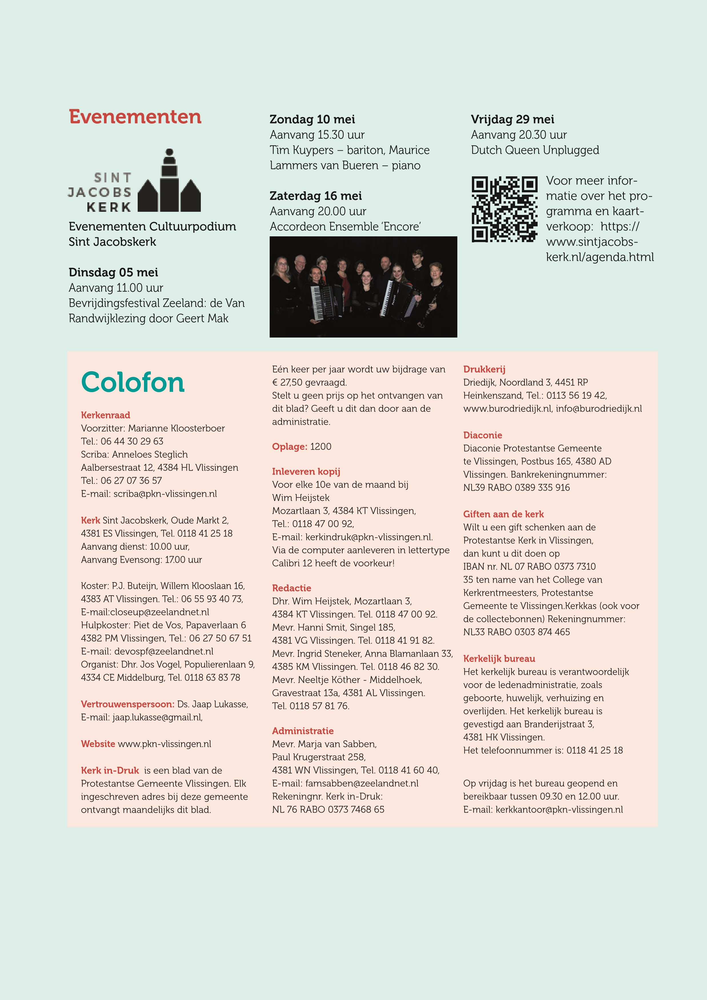 Evenementen
SINT
JACOBS
KERK
Evenementen Cultuurpodium
Sint Jacobskerk
Dinsdag 05 mei
Aanvang 11.00 uur
Bevrijdingsfestival Zeeland: de Van
Randwijklezing door Geert Mak
Zondag 10 mei
Aanvang 15.30 uur
Tim Kuypers – bariton, Maurice
Lammers van Bueren – piano
Zaterdag 16 mei
Aanvang 20.00 uur
Accordeon Ensemble ‘Encore’
Vrijdag 29 mei
Aanvang 20.30 uur
Dutch Queen Unplugged
Voor meer infor-
matie over het pro-
gramma en kaart-
verkoop:  https://
www.sintjacobs-
kerk.nl/agenda.html
Colofon
Kerkenraad
Voorzitter: Marianne Kloosterboer
Tel.: 06 44 30 29 63
Scriba: Anneloes Steglich
Aalbersestraat 12, 4384 HL Vlissingen
Tel.: 06 27 07 36 57
E-mail: scriba@pkn-vlissingen.nl
Kerk Sint Jacobskerk, Oude Markt 2,
4381 ES Vlissingen, Tel. 0118 41 25 18
Aanvang dienst: 10.00 uur,
Aanvang Evensong: 17.00 uur
Koster: P.J. Buteijn, Willem Klooslaan 16,
4383 AT Vlissingen. Tel.: 06 55 93 40 73,
E-mail:closeup@zeelandnet.nl
Hulpkoster: Piet de Vos, Papaverlaan 6
4382 PM Vlissingen, Tel.: 06 27 50 67 51
E-mail: devospf@zeelandnet.nl
Organist: Dhr. Jos Vogel, Populierenlaan 9,
4334 CE Middelburg, Tel. 0118 63 83 78
Vertrouwenspersoon: Ds. Jaap Lukasse,
E-mail: jaap.lukasse@gmail.nl,
Website www.pkn-vlissingen.nl
Kerk in-Druk  is een blad van de
Protestantse Gemeente Vlissingen. Elk
ingeschreven adres bij deze gemeente
ontvangt maandelijks dit blad.
Eén keer per jaar wordt uw bijdrage van
€ 27,50 gevraagd.
Stelt u geen prijs op het ontvangen van
dit blad? Geeft u dit dan door aan de
administratie.
Oplage: 1200
Inleveren kopij
Voor elke 10e van de maand bij
Wim Heijstek
Mozartlaan 3, 4384 KT Vlissingen,
Tel.: 0118 47 00 92,
E-mail: kerkindruk@pkn-vlissingen.nl.
Via de computer aanleveren in lettertype
Calibri 12 heeft de voorkeur!
Redactie
Dhr. Wim Heijstek, Mozartlaan 3,
4384 KT Vlissingen. Tel. 0118 47 00 92.
Mevr. Hanni Smit, Singel 185,
4381 VG Vlissingen. Tel. 0118 41 91 82.
Mevr. Ingrid Steneker, Anna Blamanlaan 33,
4385 KM Vlissingen. Tel. 0118 46 82 30.
Mevr. Neeltje Köther - Middelhoek,
Gravestraat 13a, 4381 AL Vlissingen.
Tel. 0118 57 81 76.
Administratie
Mevr. Marja van Sabben,
Paul Krugerstraat 258,
4381 WN Vlissingen, Tel. 0118 41 60 40,
E-mail: famsabben@zeelandnet.nl
Rekeningnr. Kerk in-Druk:
NL 76 RABO 0373 7468 65
Drukkerij
Driedijk, Noordland 3, 4451 RP
Heinkenszand, Tel.: 0113 56 19 42,
www.burodriedijk.nl, info@burodriedijk.nl
Diaconie
Diaconie Protestantse Gemeente
te Vlissingen, Postbus 165, 4380 AD
Vlissingen. Bankrekeningnummer:
NL39 RABO 0389 335 916
Giften aan de kerk
Wilt u een gift schenken aan de
Protestantse Kerk in Vlissingen,
dan kunt u dit doen op
IBAN nr. NL 07 RABO 0373 7310
35 ten name van het College van
Kerkrentmeesters, Protestantse
Gemeente te Vlissingen.Kerkkas (ook voor
de collectebonnen) Rekeningnummer:
NL33 RABO 0303 874 465
Kerkelijk bureau
Het kerkelijk bureau is verantwoordelijk
voor de ledenadministratie, zoals
geboorte, huwelijk, verhuizing en
overlijden. Het kerkelijk bureau is
gevestigd aan Branderijstraat 3,
4381 HK Vlissingen.
Het telefoonnummer is: 0118 41 25 18
Op vrijdag is het bureau geopend en
bereikbaar tussen 09.30 en 12.00 uur.
E-mail: kerkkantoor@pkn-vlissingen.nl